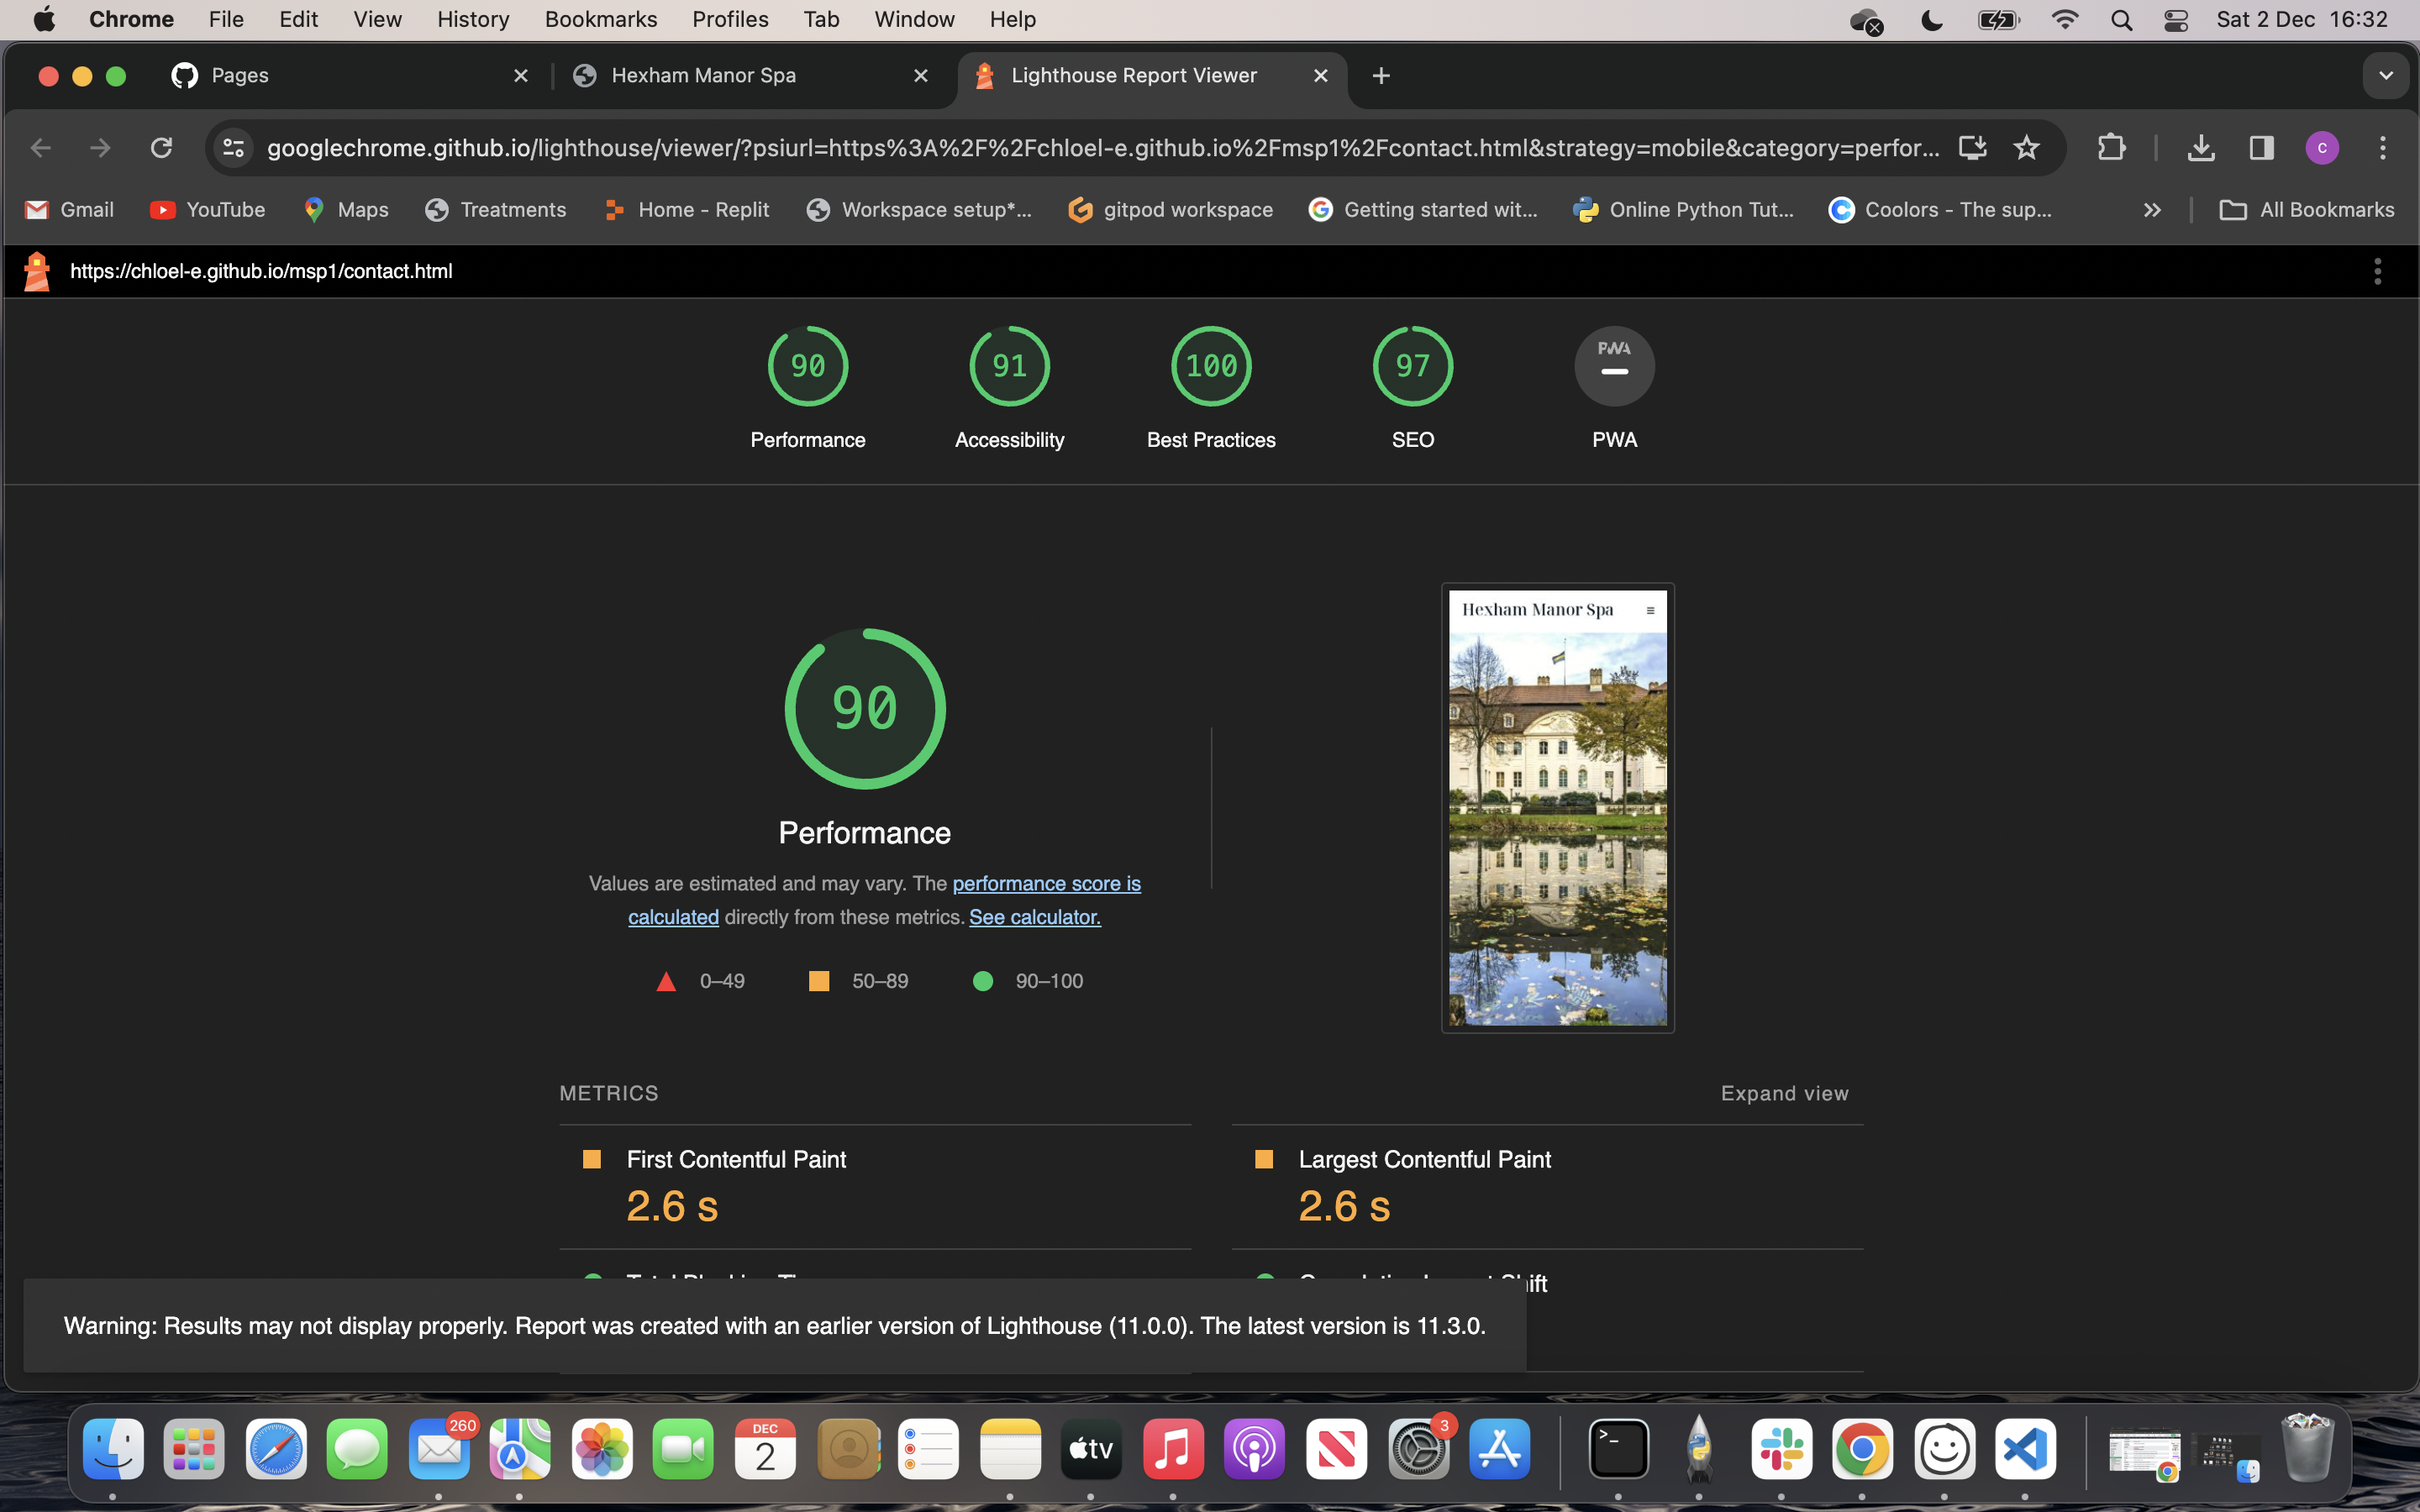 Chrome File Edit View History Bookmarks Profiles Tab Window Help Sat 2 Dec 16:32
Pages Hexham Manor Spa Lighthouse Report Viewer
googlechrome.github.io/lighthouse/viewer/?psiurl=https%3A%2F%2Fchloel-e.github.io%2Fmsp1%2Fcontact.html&strategy=mobile&category=perfor... c
Gmail YouTube Maps Treatments Home - Replit Workspace setup*... gitpod workspace Getting started wit... Online Python Tut... Coolors - The sup... All Bookmarks
https://chloel-e.github.io/msp1/contact.html
90 91 100 97 PWA
Performance Accessibility Best Practices SEO PWA
Hexham Manor Spa
90
Performance
Values are estimated and may vary. The performance score is
calculated directly from these metrics. See calculator.
0–49 50–89 90–100
METRICS Expand view
First Contentful Paint Largest Contentful Paint
2.6 s 2.6 s
Warning: Results may not display properly. Report was created with an earlier version of Lighthouse (11.0.0). The latest version is 11.3.0.
260 DEC 3
2 tv